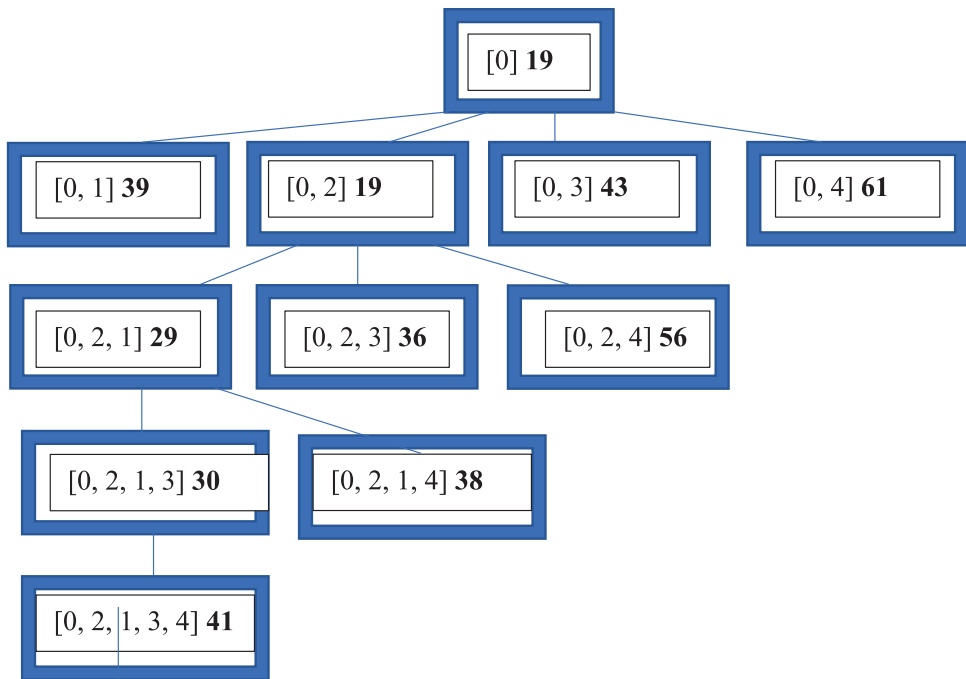 [0] 19
[0, 1] 39
[0, 2] 19
[0, 3] 43
[0, 4] 61
[0, 2, 1] 29
[0, 2, 3] 36
[0, 2, 4] 56
[0, 2, 1, 3] 30
[0, 2, 1, 4] 38
[0, 2, 1, 3, 4] 41